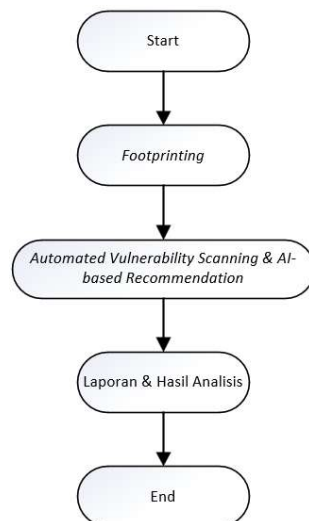 Start
Footprinting
Automated Vulnerability Scanning & AI-
based Recommendation
Laporan & Hasil Analisis
End